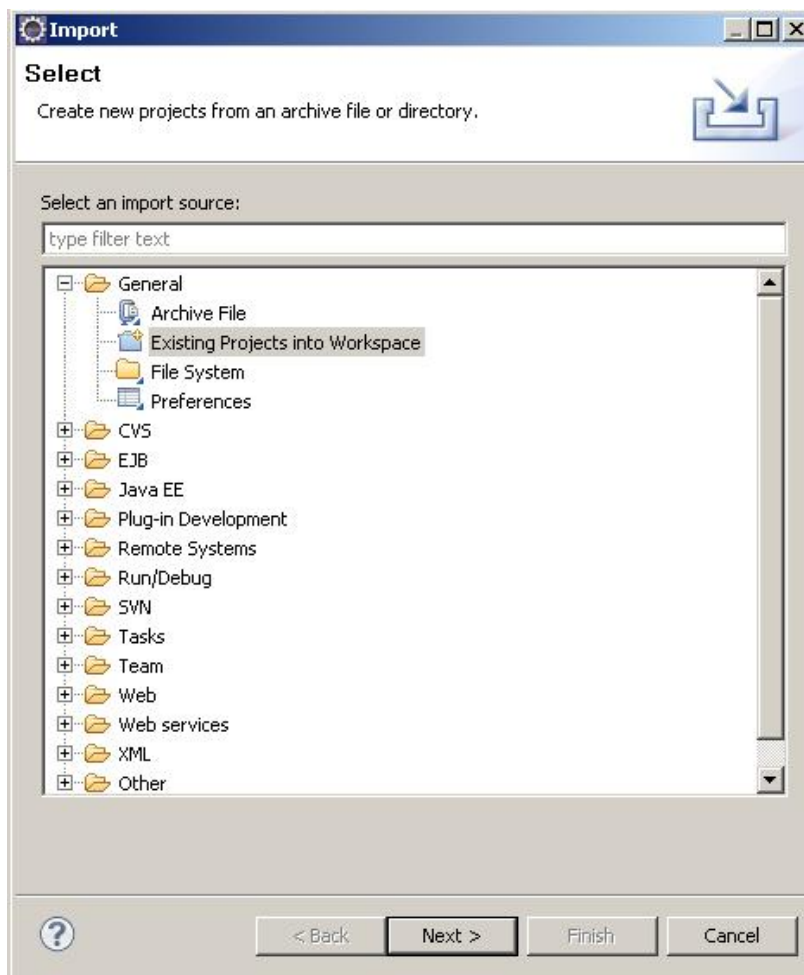 Import
Select
Create new projects from an archive file or directory.
Select an import source:
type filter text
General
Archive File
Existing Projects into Workspace
File System
Preferences
CVS
EJB
Java EE
Plug-in Development
Remote Systems
Run/Debug
SVN
Tasks
Team
Web
Web services
XML
Other
? < Back Next > Finish Cancel